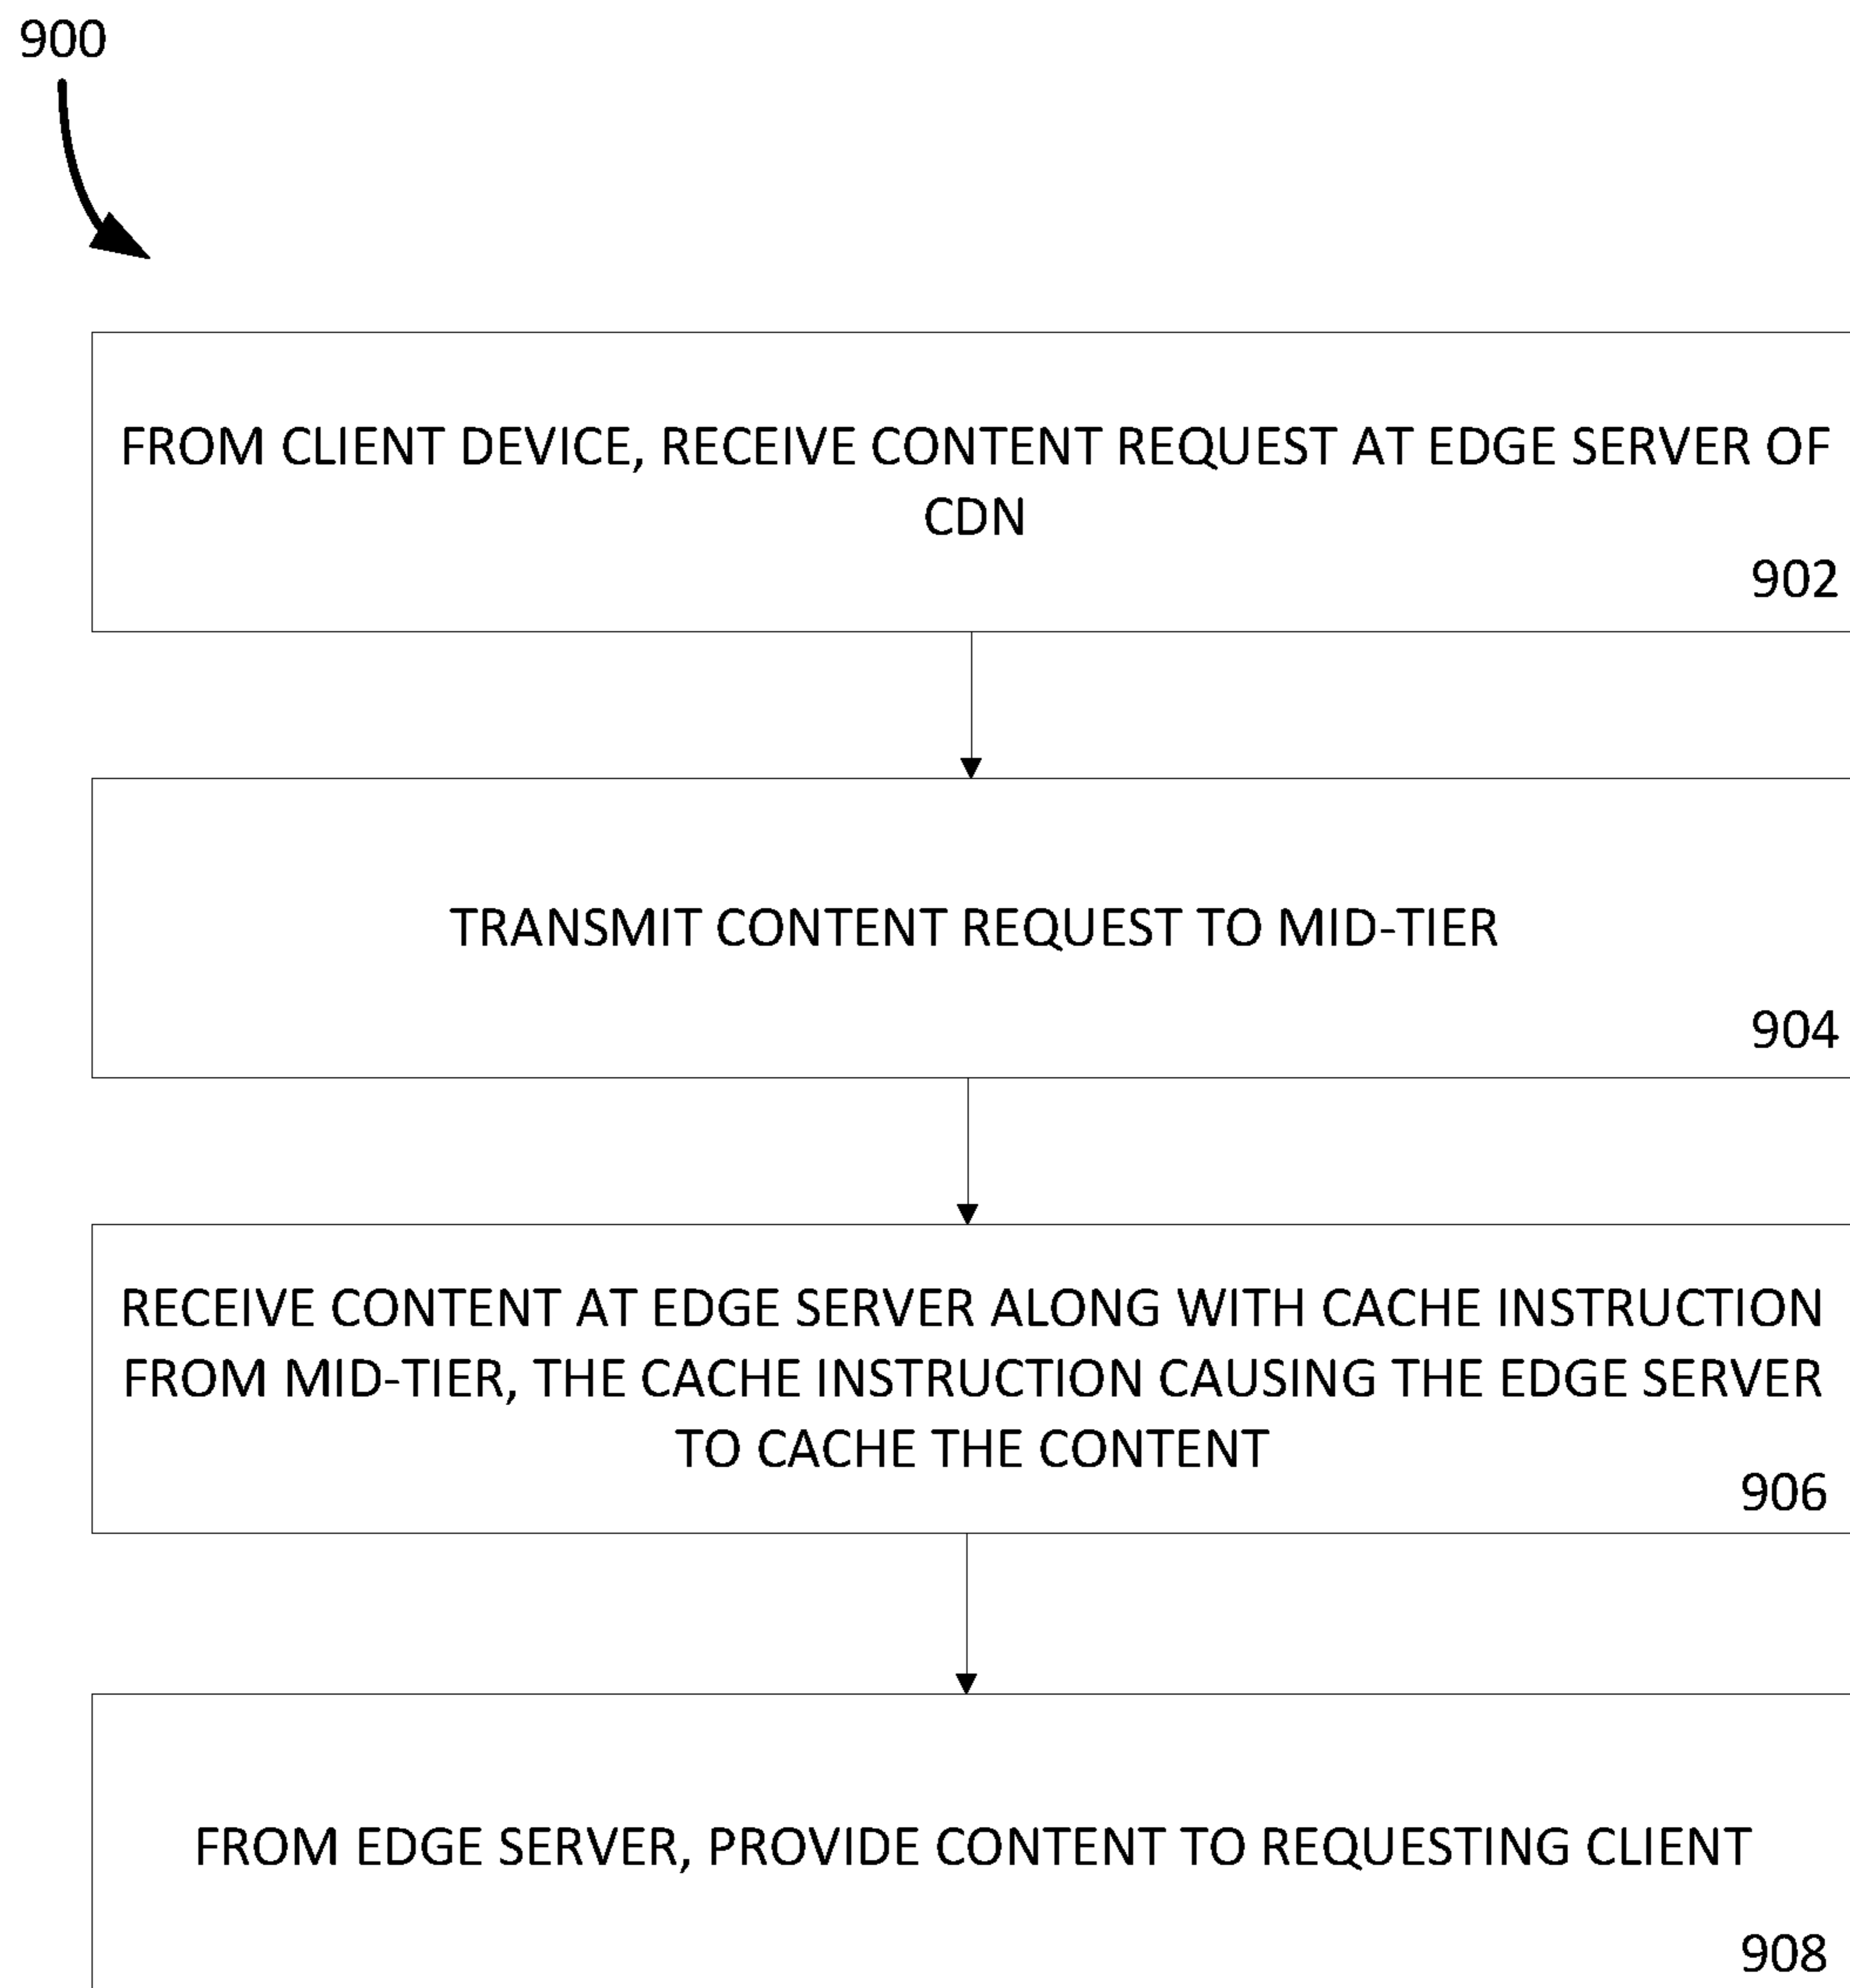 900
FROM CLIENT DEVICE, RECEIVE CONTENT REQUEST AT EDGE SERVER OF
CDN
902
TRANSMIT CONTENT REQUEST TO MID-TIER
904
RECEIVE CONTENT AT EDGE SERVER ALONG WITH CACHE INSTRUCTION
FROM MID-TIER, THE CACHE INSTRUCTION CAUSING THE EDGE SERVER
TO CACHE THE CONTENT
906
FROM EDGE SERVER, PROVIDE CONTENT TO REQUESTING CLIENT
908